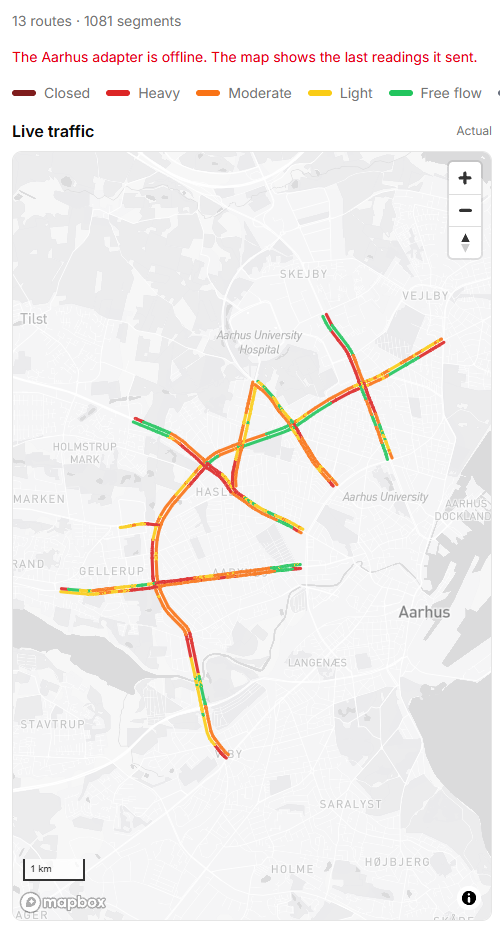 13 routes · 1081 segments
The Aarhus adapter is offline. The map shows the last readings it sent.
Closed Heavy Moderate Light Free flow
Live traffic
Actual
SKEJBY
VEJLBY
Tilst
Aarhus University
Hospital
HOLMSTRUP
MARK
HASL
MARKEN
Aarhus University
AARHUS
DOCKLAND
RAND
GELLERUP
Aarhus
LANGENÆS
STAVTRUP
SARALYST
1 km
HOLME
HØJBJERG
mapbox
AGER